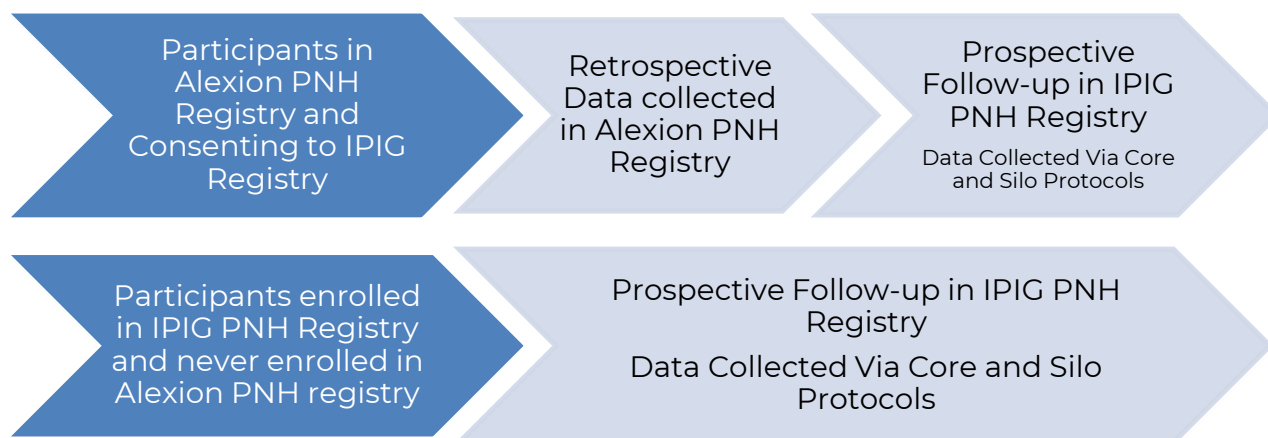 Participants in
Alexion PNH
Registry and
Consenting to IPIG
Registry
Retrospective
Data collected
in Alexion PNH
Registry
Prospective
Follow-up in IPIG
PNH Registry
Data Collected Via Core
and Silo Protocols
Participants enrolled
in IPIG PNH Registry
and never enrolled in
Alexion PNH registry
Prospective Follow-up in IPIG PNH
Registry
Data Collected Via Core and Silo
Protocols